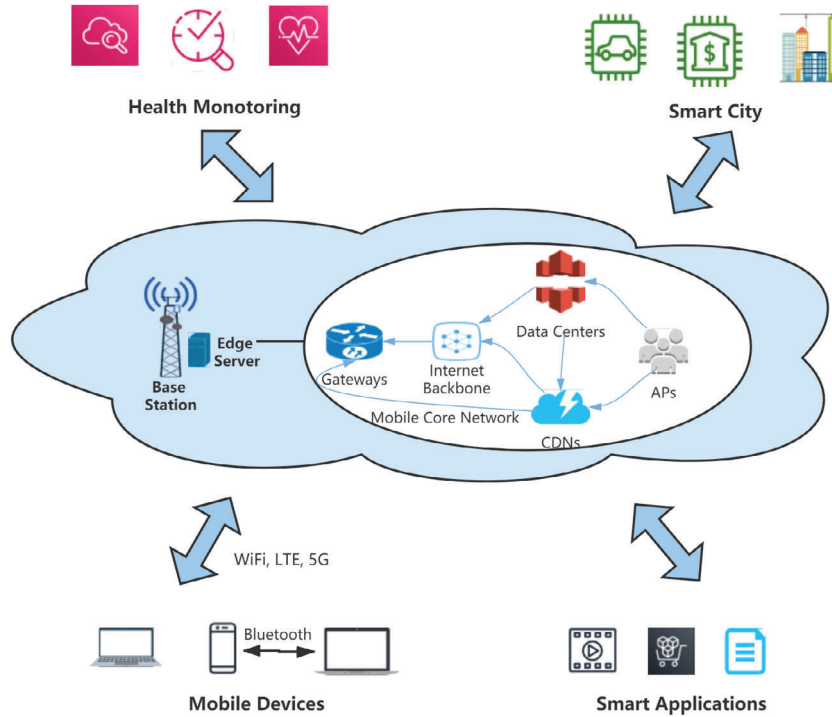 Health Monotoring
Smart City
$
Edge
Server
Base
Station
Data Centers
Gateways
Internet
Backbone
APs
Mobile Core Network
CDNs
WiFi, LTE, 5G
Bluetooth
Mobile Devices
Smart Applications